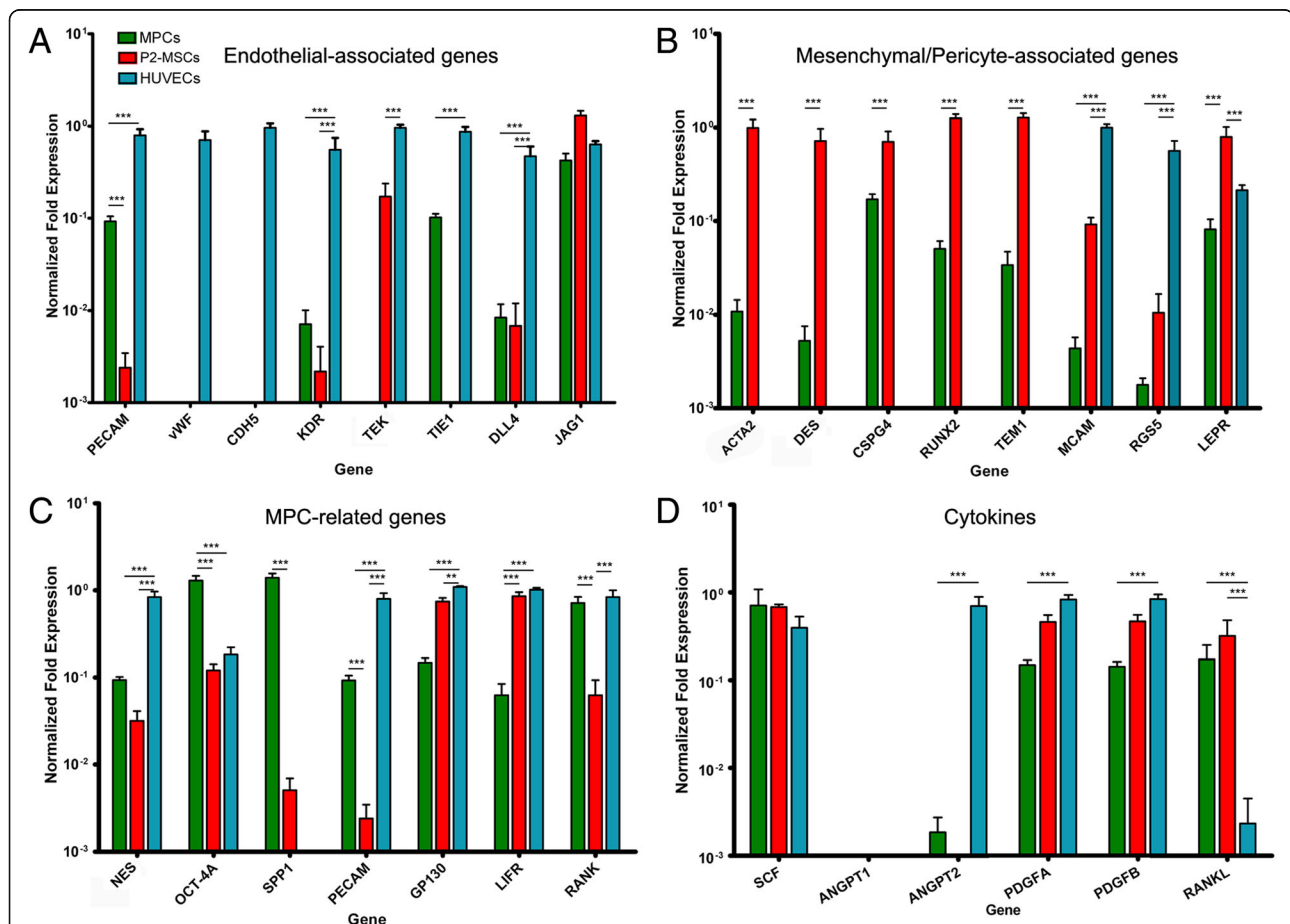 A
MPCs
P2-MSCs
HUVECs
Endothelial-associated genes
*** *** *** *** *** *** *** ***
Normalized Fold Expression
10¹
10⁰
10⁻¹
10⁻²
10⁻³
PECAM vWF CDH5 KDR TEK TIE1 DLL4 JAG1
Gene
B
Mesenchymal/Pericyte-associated genes
*** *** *** *** *** *** *** *** *** *** ***
Normalized Fold Expression
10¹
10⁰
10⁻¹
10⁻²
10⁻³
ACTA2 DES CSPG4 RUNX2 TEM1 MCAM RGS5 LEPR
Gene
C
MPC-related genes
*** *** *** *** *** *** *** *** *** ** *** *** *** ***
Normalized Fold Expression
10¹
10⁰
10⁻¹
10⁻²
10⁻³
NES OCT-4A SPP1 PECAM GP130 LIFR RANK
Gene
D
Cytokines
*** *** *** *** ***
Normalized Fold Exspression
10¹
10⁰
10⁻¹
10⁻²
10⁻³
SCF ANGPT1 ANGPT2 PDGFA PDGFB RANKL
Gene